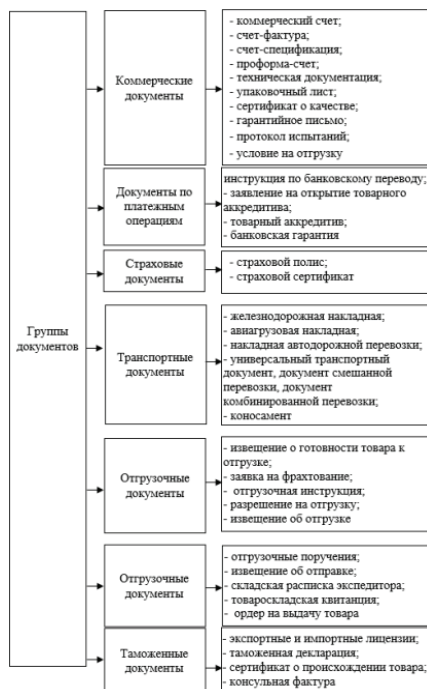 Группы
документов
Коммерческие
документы
- коммерческий счет;
- счет-фактура;
- счет-спецификация;
- проформа-счет;
- техническая документация;
- упаковочный лист;
- сертификат о качестве;
- гарантийное письмо;
- протокол испытаний;
- условие на отгрузку
Документы по
платежным
операциям
инструкция по банковскому переводу;
- заявление на открытие товарного
аккредитива;
- товарный аккредитив;
- банковская гарантия
Страховые
документы
- страховой полис;
- страховой сертификат
Транспортные
документы
- железнодорожная накладная;
- авиагрузовая накладная;
- накладная автодорожной перевозки;
- универсальный транспортный
документ, документ смешанной
перевозки, документ
комбинированной перевозки;
- коносамент
Отгрузочные
документы
- извещение о готовности товара к
отгрузке;
- заявка на фрахтование;
- отгрузочная инструкция;
- разрешение на отгрузку;
- извещение об отгрузке
Отгрузочные
документы
- отгрузочные поручения;
- извещение об отправке;
- складская расписка экспедитора;
- товароскладская квитанция;
- ордер на выдачу товара
Таможенные
документы
- экспортные и импортные лицензии;
- таможенная декларация;
- сертификат о происхождении товара;
- консульная фактура